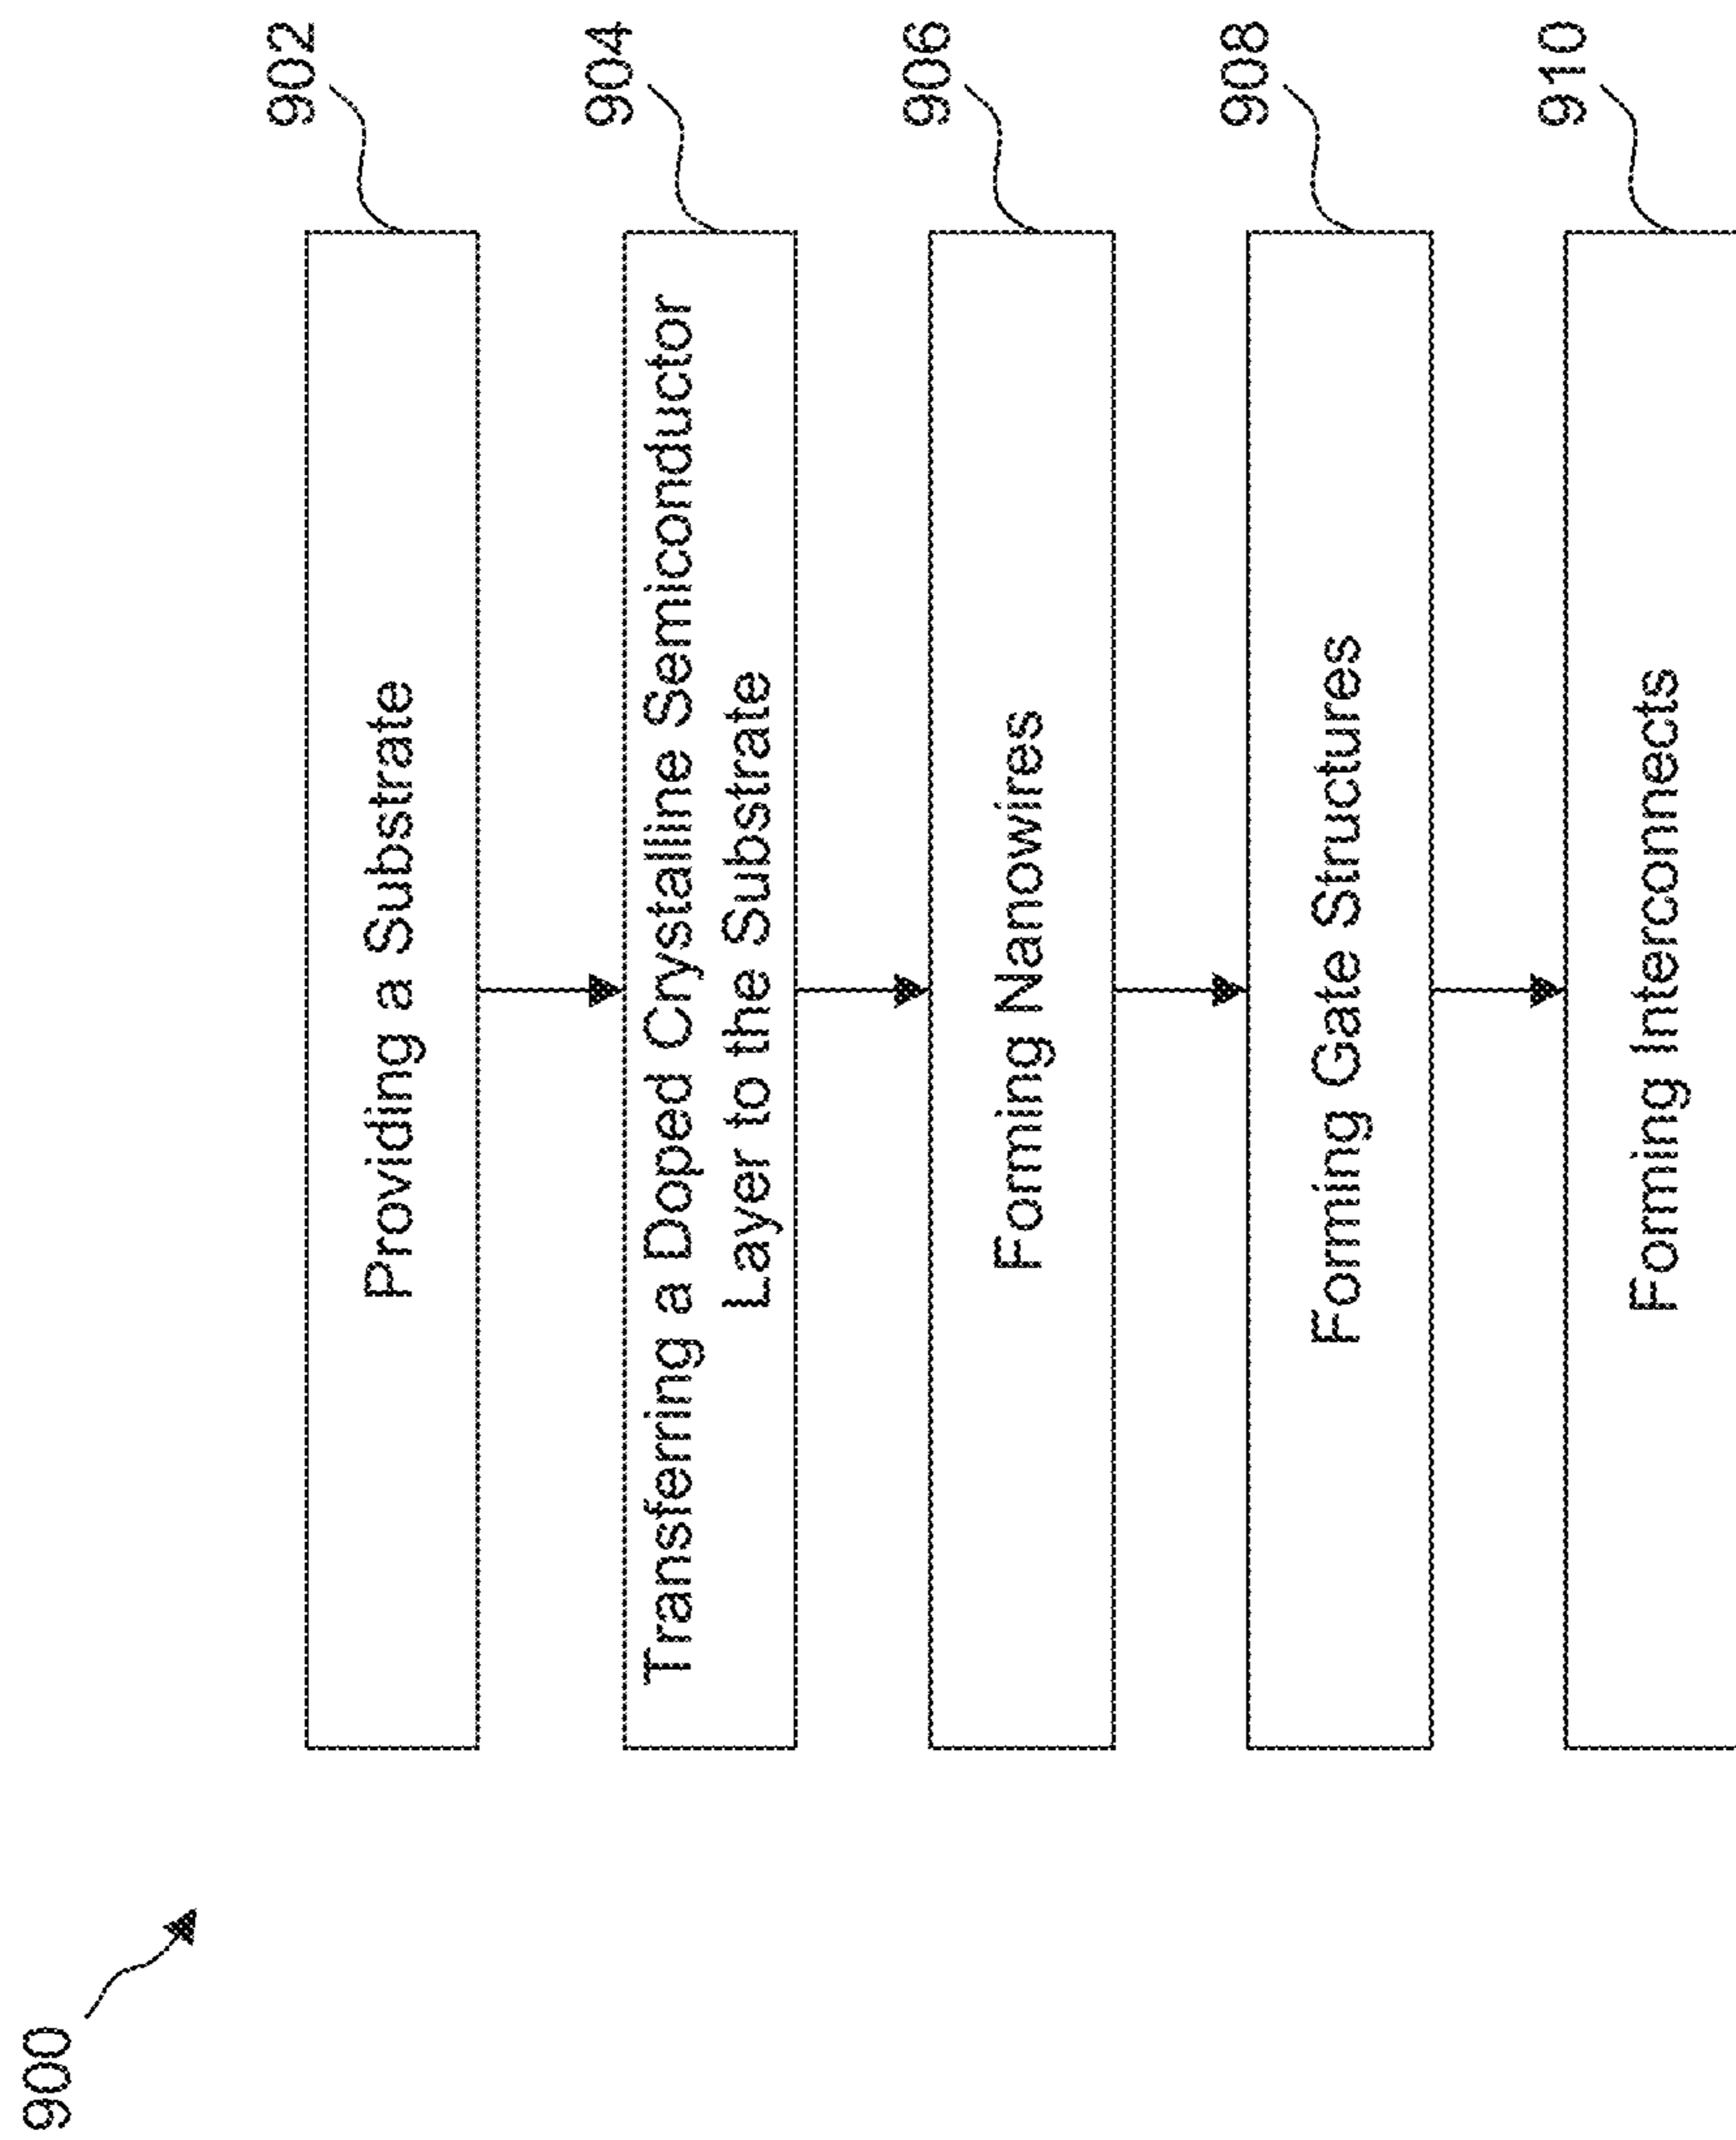 900
902
Providing a Substrate
904
Transferring a Doped Crystalline Semiconductor
Layer to the Substrate
906
Forming Nanowires
908
Forming Gate Structures
910
Forming Interconnects